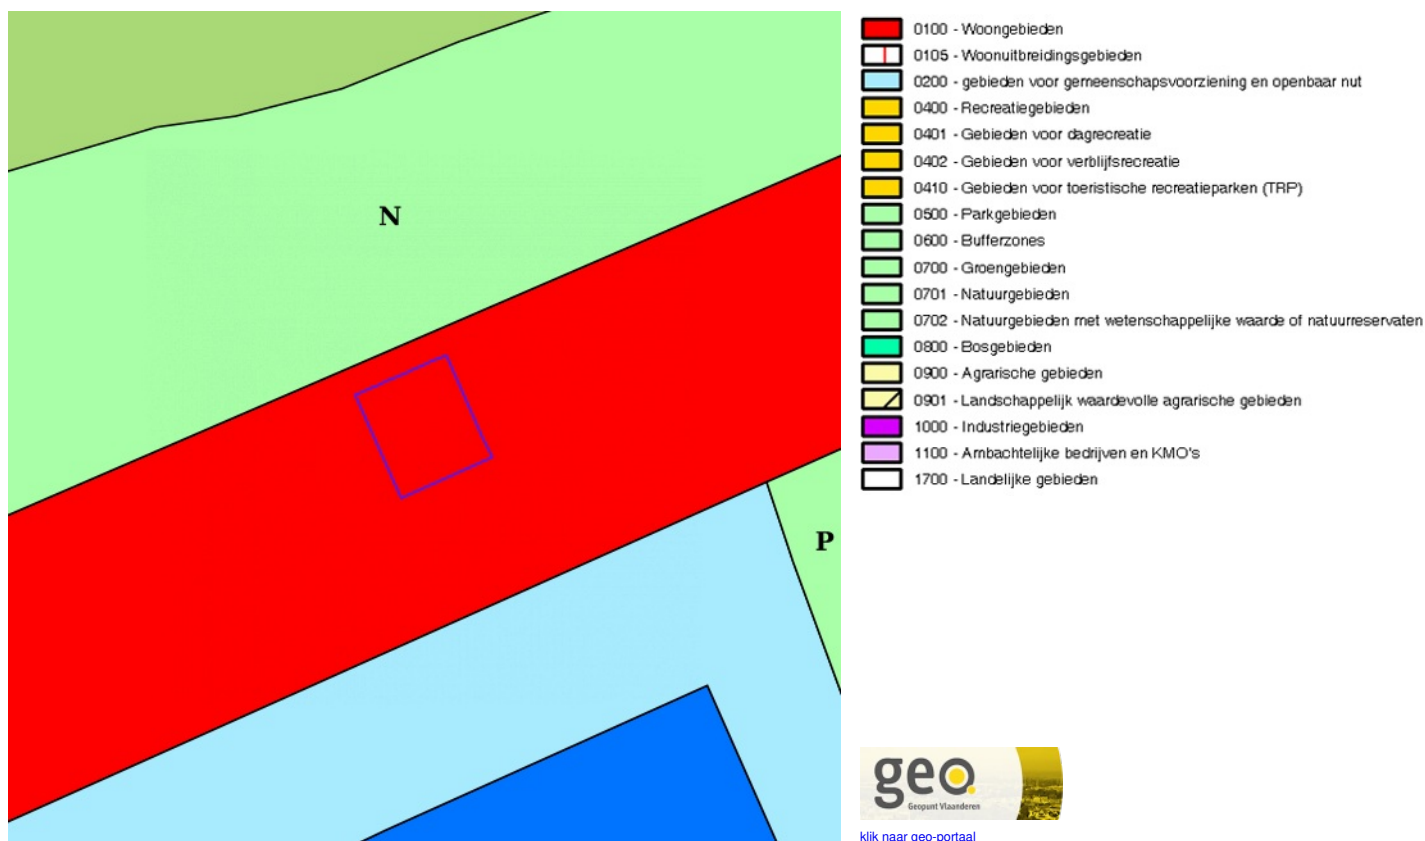 N
P
0100 - Woongebieden
0105 - Woonuitbreidingsgebieden
0200 - gebieden voor gemeenschapsvoorziening en openbaar nut
0400 - Recreatiegebieden
0401 - Gebieden voor dagrecreatie
0402 - Gebieden voor verblijfsrecreatie
0410 - Gebieden voor toeristische recreatieparken (TRP)
0500 - Parkgebieden
0600 - Bufferzones
0700 - Groengebieden
0701 - Natuurgebieden
0702 - Natuurgebieden met wetenschappelijke waarde of natuurreservaten
0800 - Bosgebieden
0900 - Agrarische gebieden
0901 - Landschappelijk waardevolle agrarische gebieden
1000 - Industriegebieden
1100 - Ambachtelijke bedrijven en KMO's
1700 - Landelijke gebieden
geo
Geopunt Vlaanderen
klik naar geo-portaal